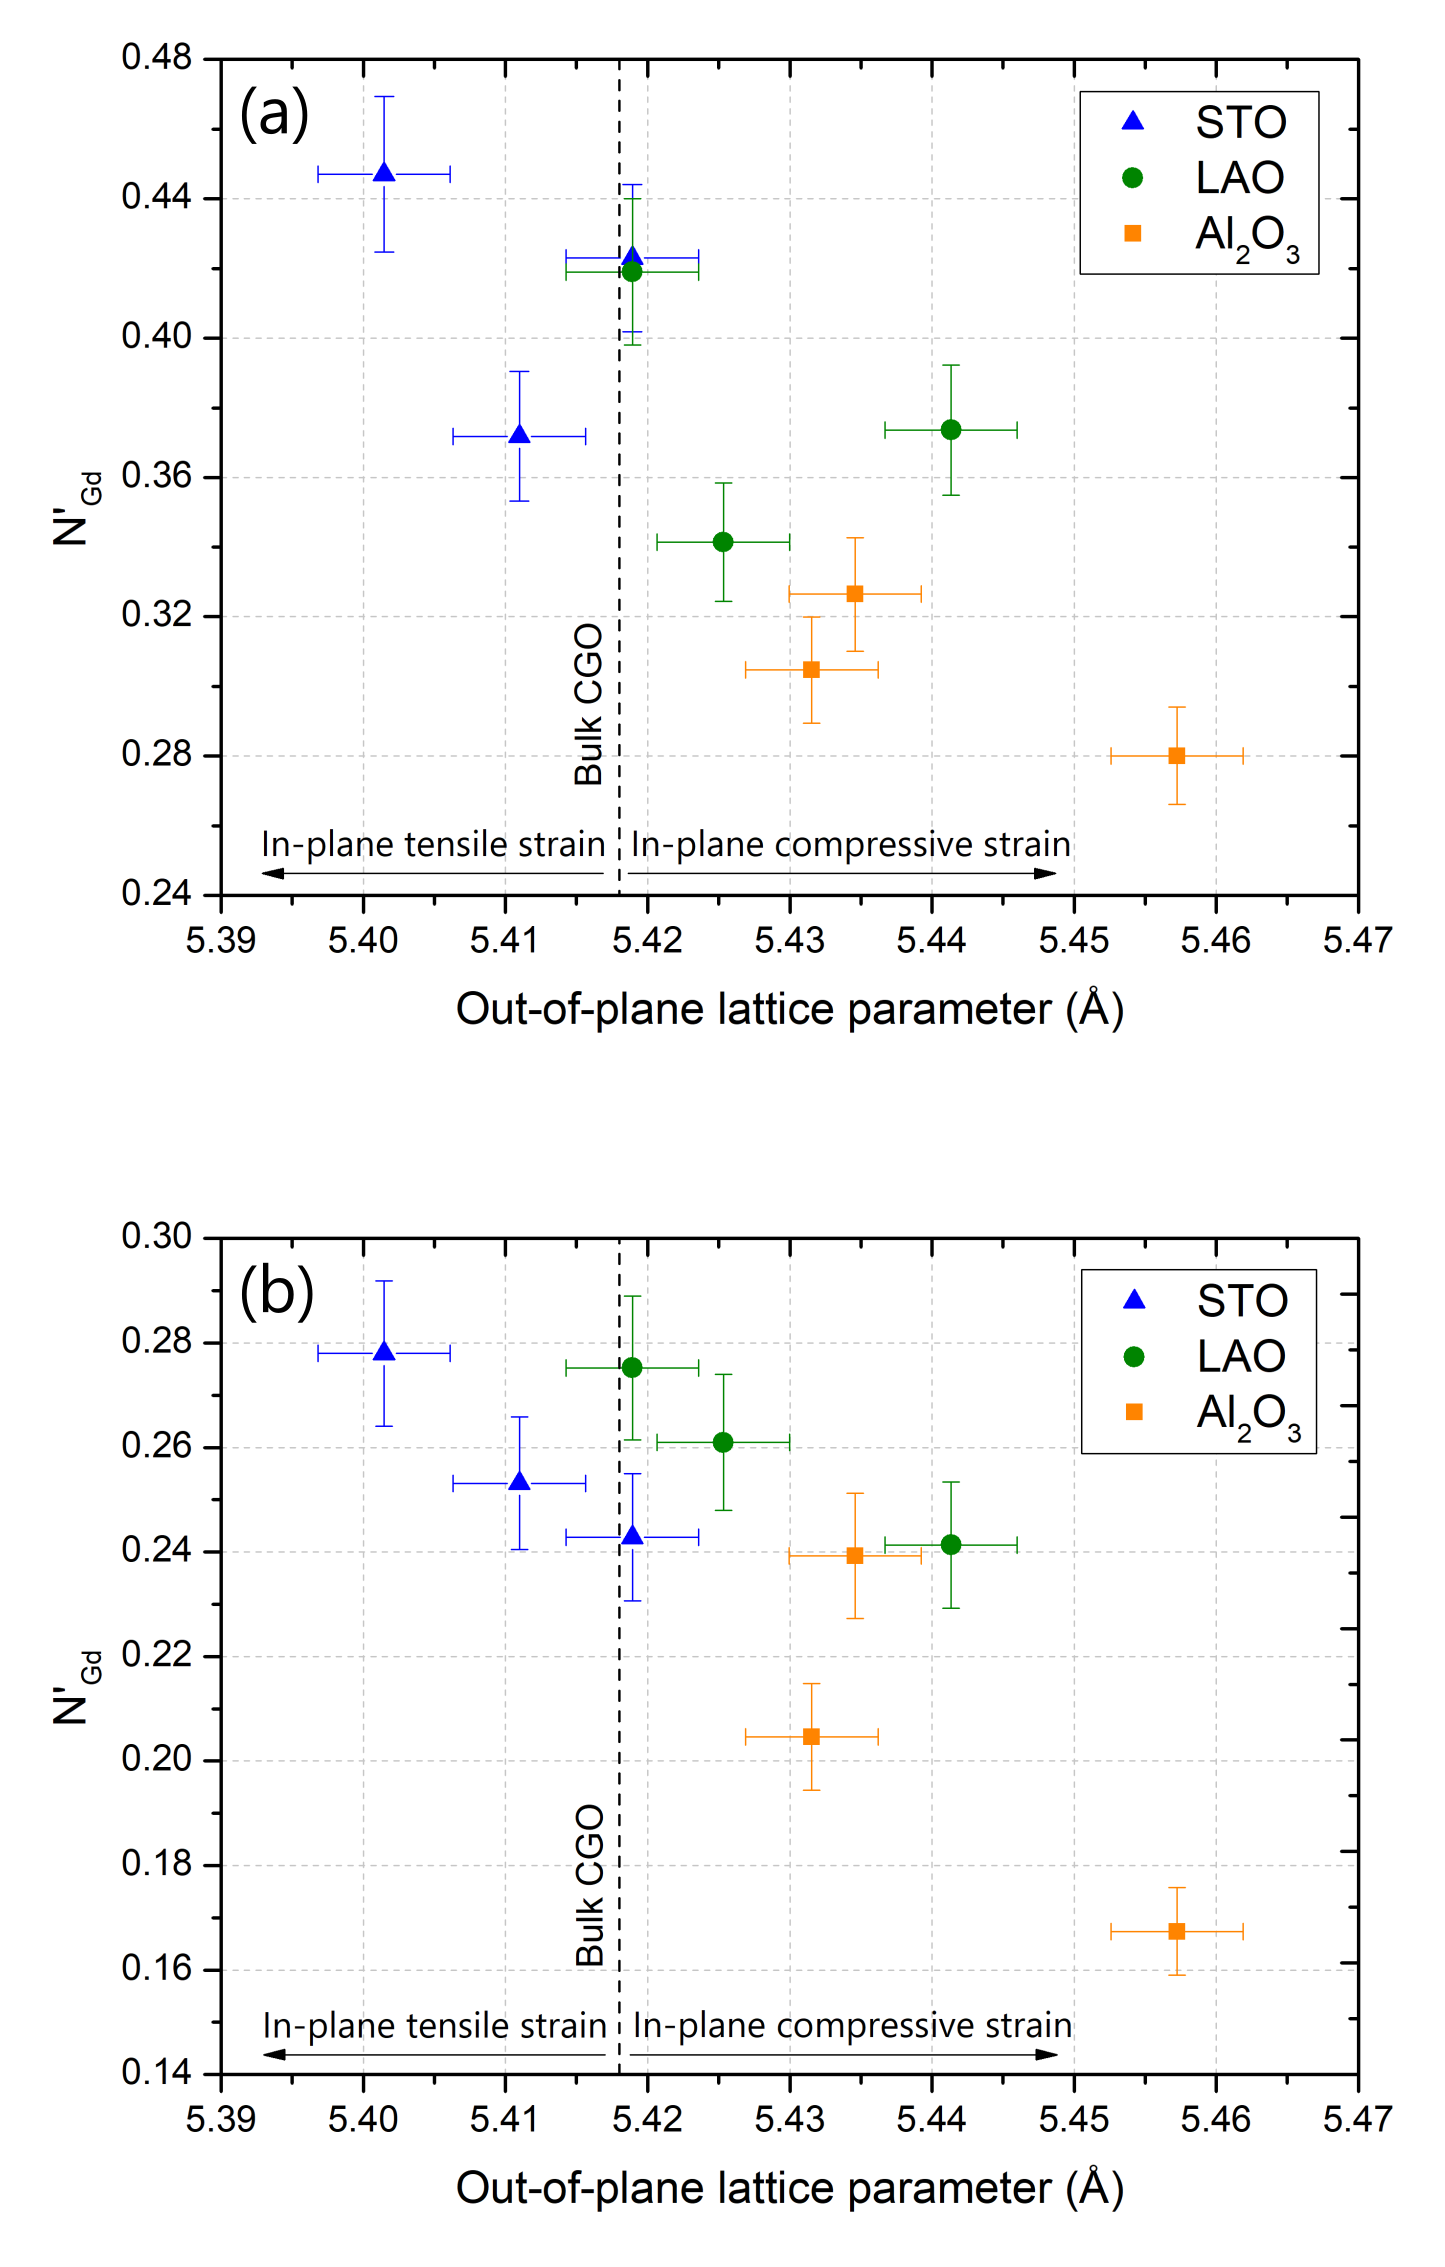 (a)
STO
LAO
Al₂O₃
0.48
0.44
0.40
0.36
0.32
0.28
0.24
N'Gd
Bulk CGO
In-plane tensile strain
In-plane compressive strain
5.39 5.40 5.41 5.42 5.43 5.44 5.45 5.46 5.47
Out-of-plane lattice parameter (Å)
(b)
STO
LAO
Al₂O₃
0.30
0.28
0.26
0.24
0.22
0.20
0.18
0.16
0.14
N'Gd
Bulk CGO
In-plane tensile strain
In-plane compressive strain
5.39 5.40 5.41 5.42 5.43 5.44 5.45 5.46 5.47
Out-of-plane lattice parameter (Å)